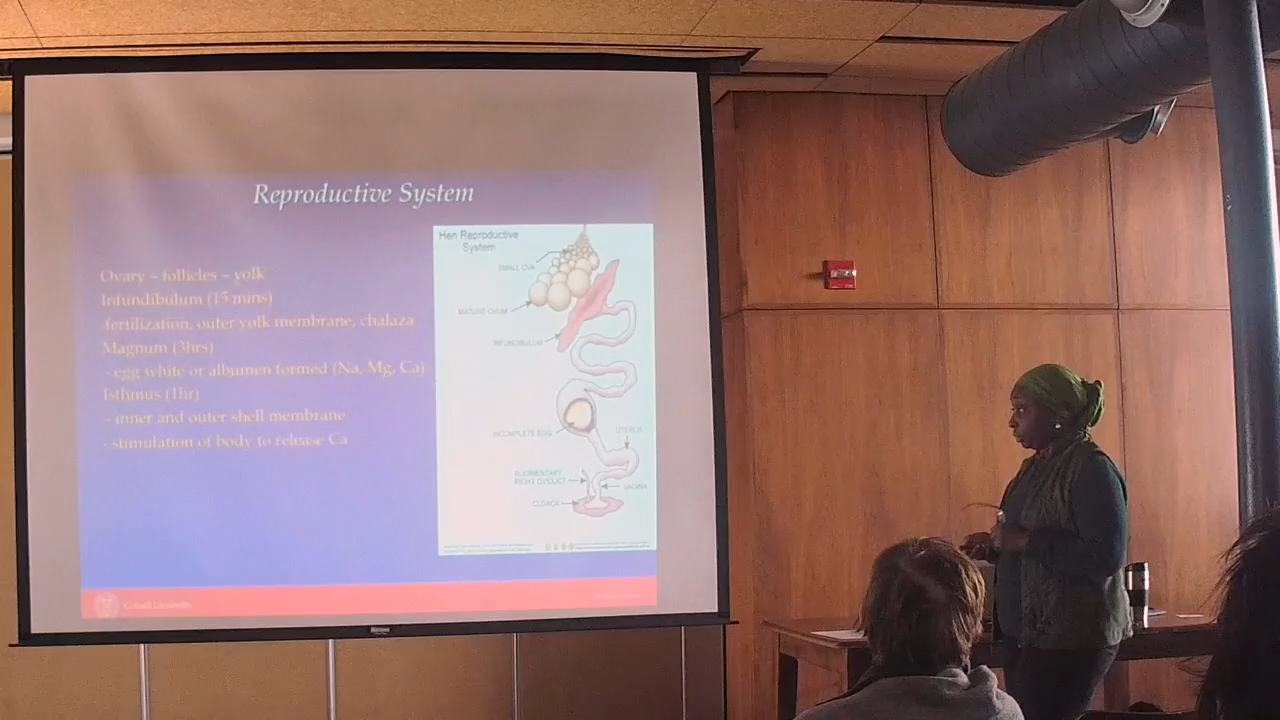 Reproductive System
Ovary – follicles – yolk
Infundibulum (15 mins)
-fertilization, outer yolk membrane, chalaza
Magnum (3hrs)
- egg white or albumen formed (Na, Mg, Ca)
Isthmus (1hr)
- inner and outer shell membrane
- stimulation of body to release Ca
Hen Reproductive
System
SMALL OVA
MATURE OVUM
INFUNDIBULUM
INCOMPLETE EGG
UTERUS
RUDIMENTARY
RIGHT OVIDUCT
VAGINA
CLOACA
Cornell University